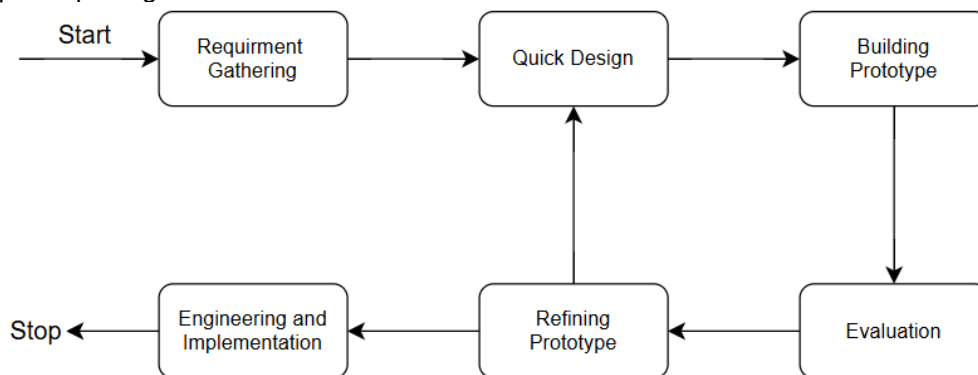 Start
Requirment
Gathering
Quick Design
Building
Prototype
Stop
Engineering and
Implementation
Refining
Prototype
Evaluation